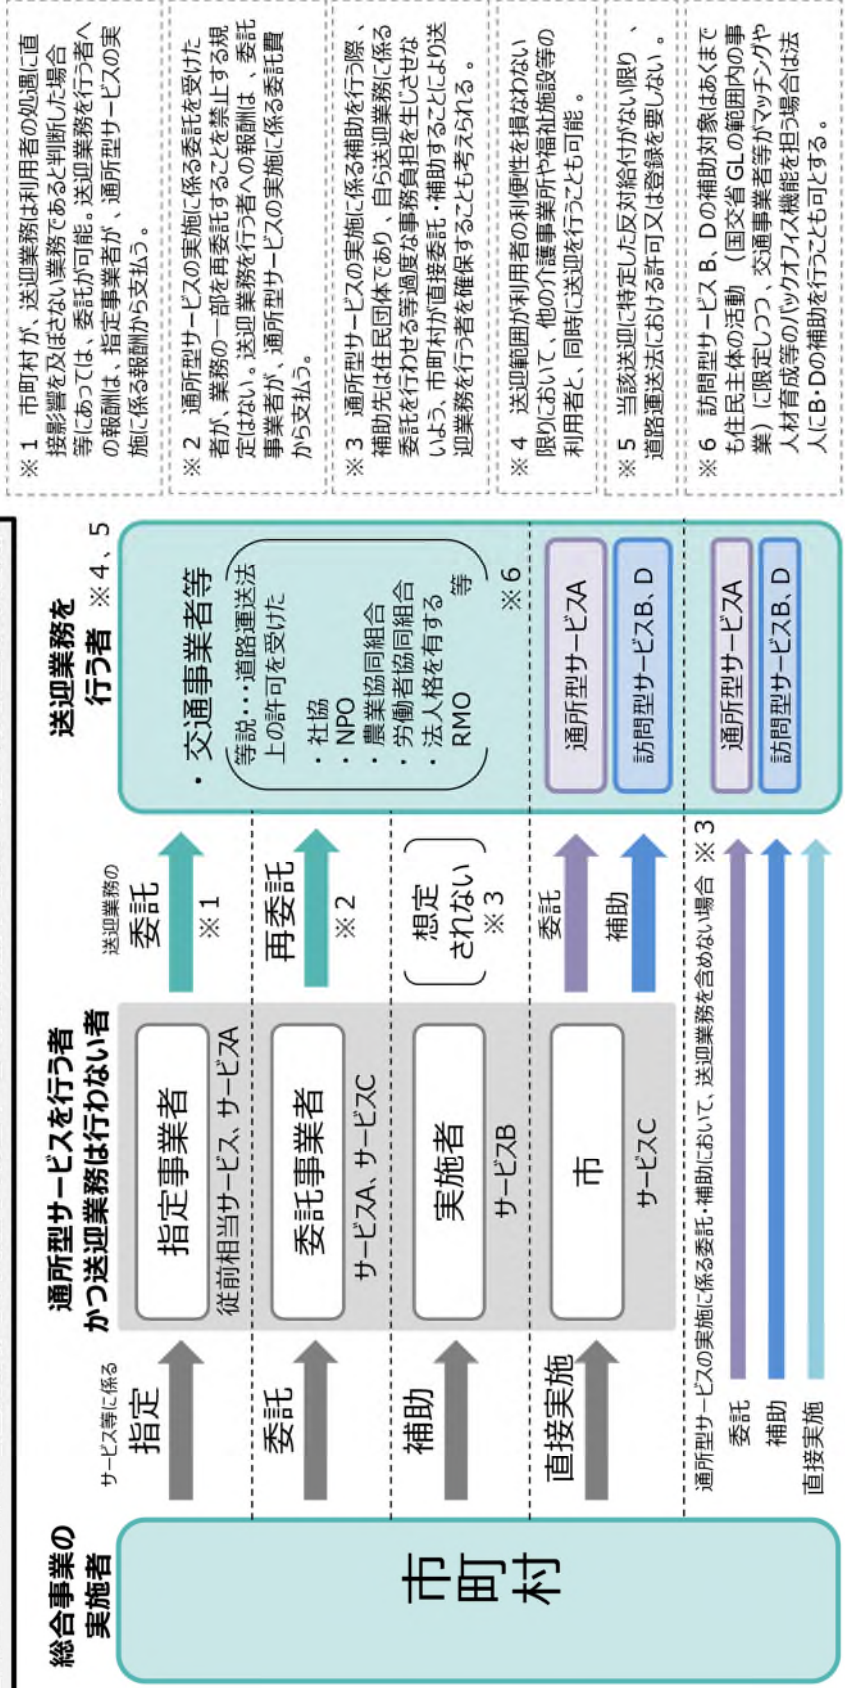 総合事業の
実施者
市町村
通所型サービスを行う者
かつ送迎業務は行わない者
送迎業務を
行う者 ※4、5
サービス等に係る
指定
指定事業者
従前相当サービス、サービスA
送迎業務の
委託
※1
委託
委託事業者
サービスA、サービスC
再委託
※2
補助
実施者
サービスB
想定
されない
※3
直接実施
市
サービスC
委託
補助
・交通事業者等
等説・・・道路運送法
上の許可を受けた
・社協
・NPO
・農業協同組合
・労働者協同組合
・法人格を有する
RMO 等
※6
通所型サービスA
訪問型サービスB、D
通所型サービスの実施に係る委託・補助において、送迎業務を含めない場合 ※3
委託
補助
直接実施
通所型サービスA
訪問型サービスB、D
※1 市町村が、送迎業務は利用者の処遇に直
接影響を及ぼさない業務であると判断した場合
等にあっては、委託が可能。送迎業務を行う者へ
の報酬は、指定事業者が、通所型サービスの実
施に係る報酬から支払う。
※2 通所型サービスの実施に係る委託を受けた
者が、業務の一部を再委託することを禁止する規
定はない。送迎業務を行う者への報酬は、委託
事業者が、通所型サービスの実施に係る委託費
から支払う。
※3 通所型サービスの実施に係る補助を行う際、
補助先は住民団体であり、自ら送迎業務に係る
委託を行わせる等過度な事務負担を生じさせな
いよう、市町村が直接委託・補助することにより送
迎業務を行う者を確保することも考えられる。
※4 送迎範囲が利用者の利便性を損なわない
限りにおいて、他の介護事業所や福祉施設等の
利用者と、同時に送迎を行うことも可能。
※5 当該送迎に特定した反対給付がない限り、
道路運送法における許可又は登録を要しない。
※6 訪問型サービスB、Dの補助対象はあくまで
も住民主体の活動（国交省GLの範囲内の事
業）に限定しつつ、交通事業者等がマッチングや
人材育成等のバックオフィス機能を担う場合は法
人にB・Dの補助を行うことも可とする。